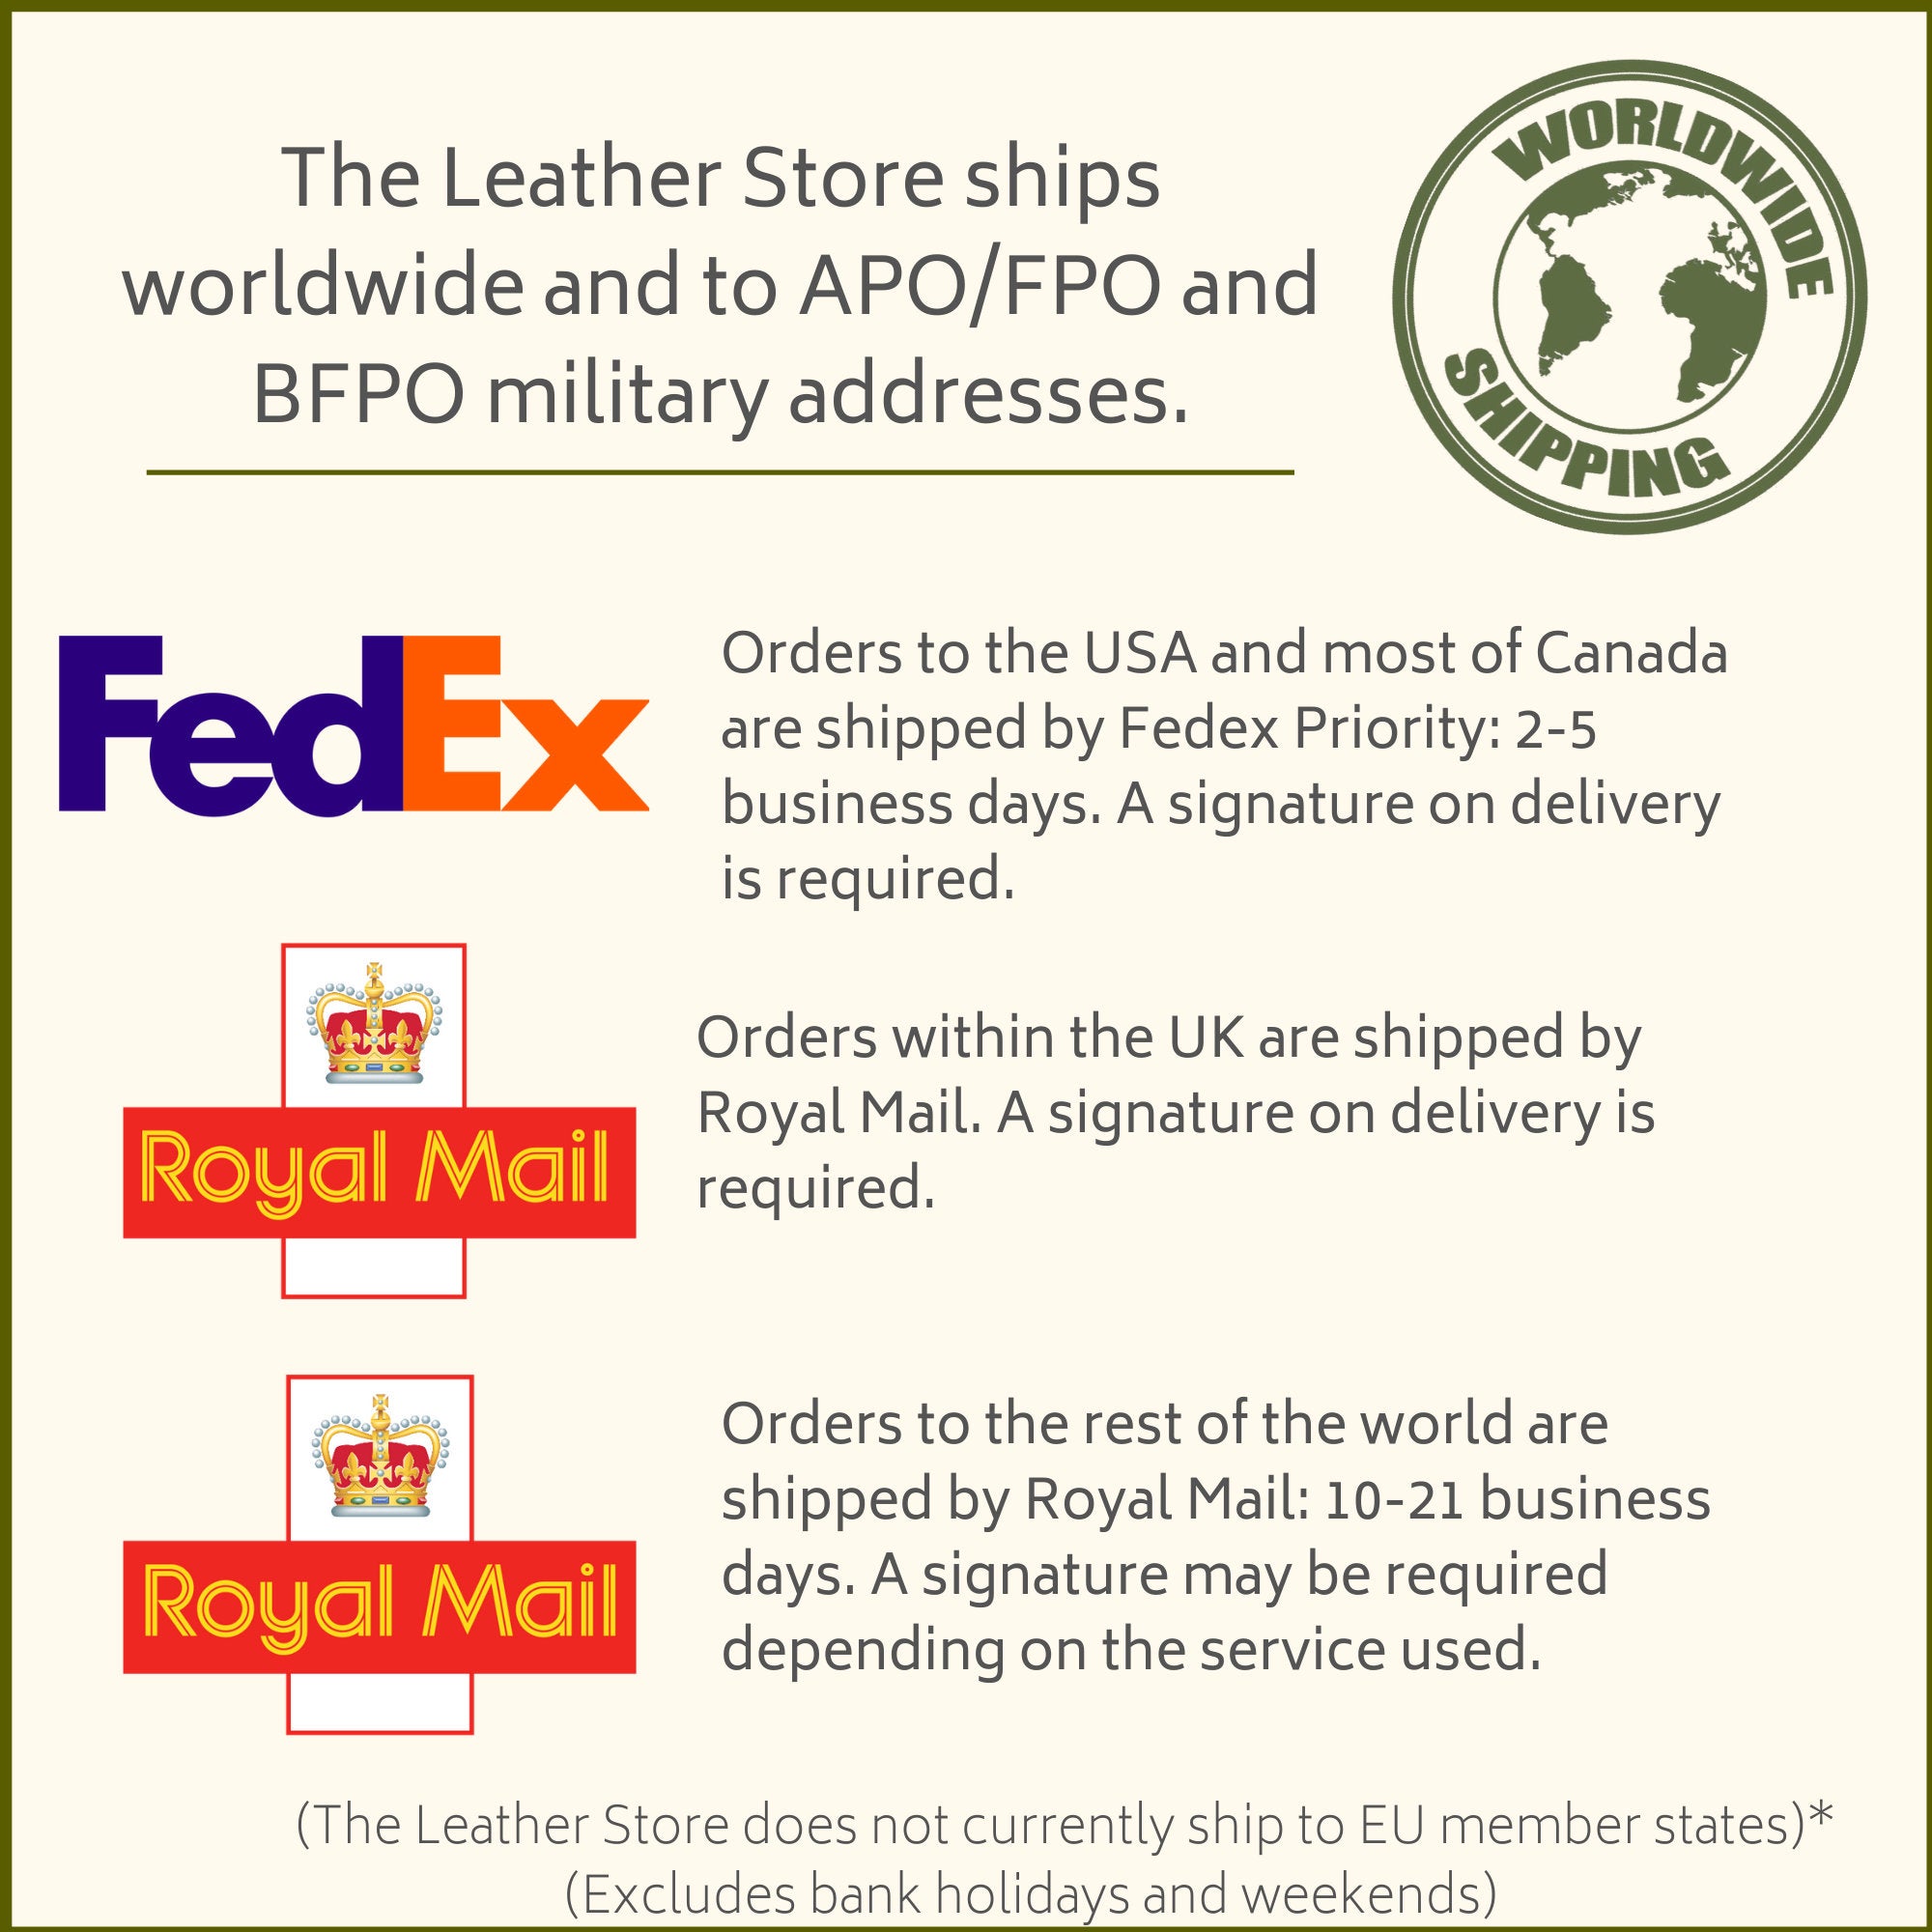 The Leather Store ships
worldwide and to APO/FPO and
BFPO military addresses.
WORLDWIDE
SHIPPING
FedEx
Orders to the USA and most of Canada
are shipped by Fedex Priority: 2-5
business days. A signature on delivery
is required.
Royal Mail
Orders within the UK are shipped by
Royal Mail. A signature on delivery is
required.
Royal Mail
Orders to the rest of the world are
shipped by Royal Mail: 10-21 business
days. A signature may be required
depending on the service used.
(The Leather Store does not currently ship to EU member states)*
(Excludes bank holidays and weekends)